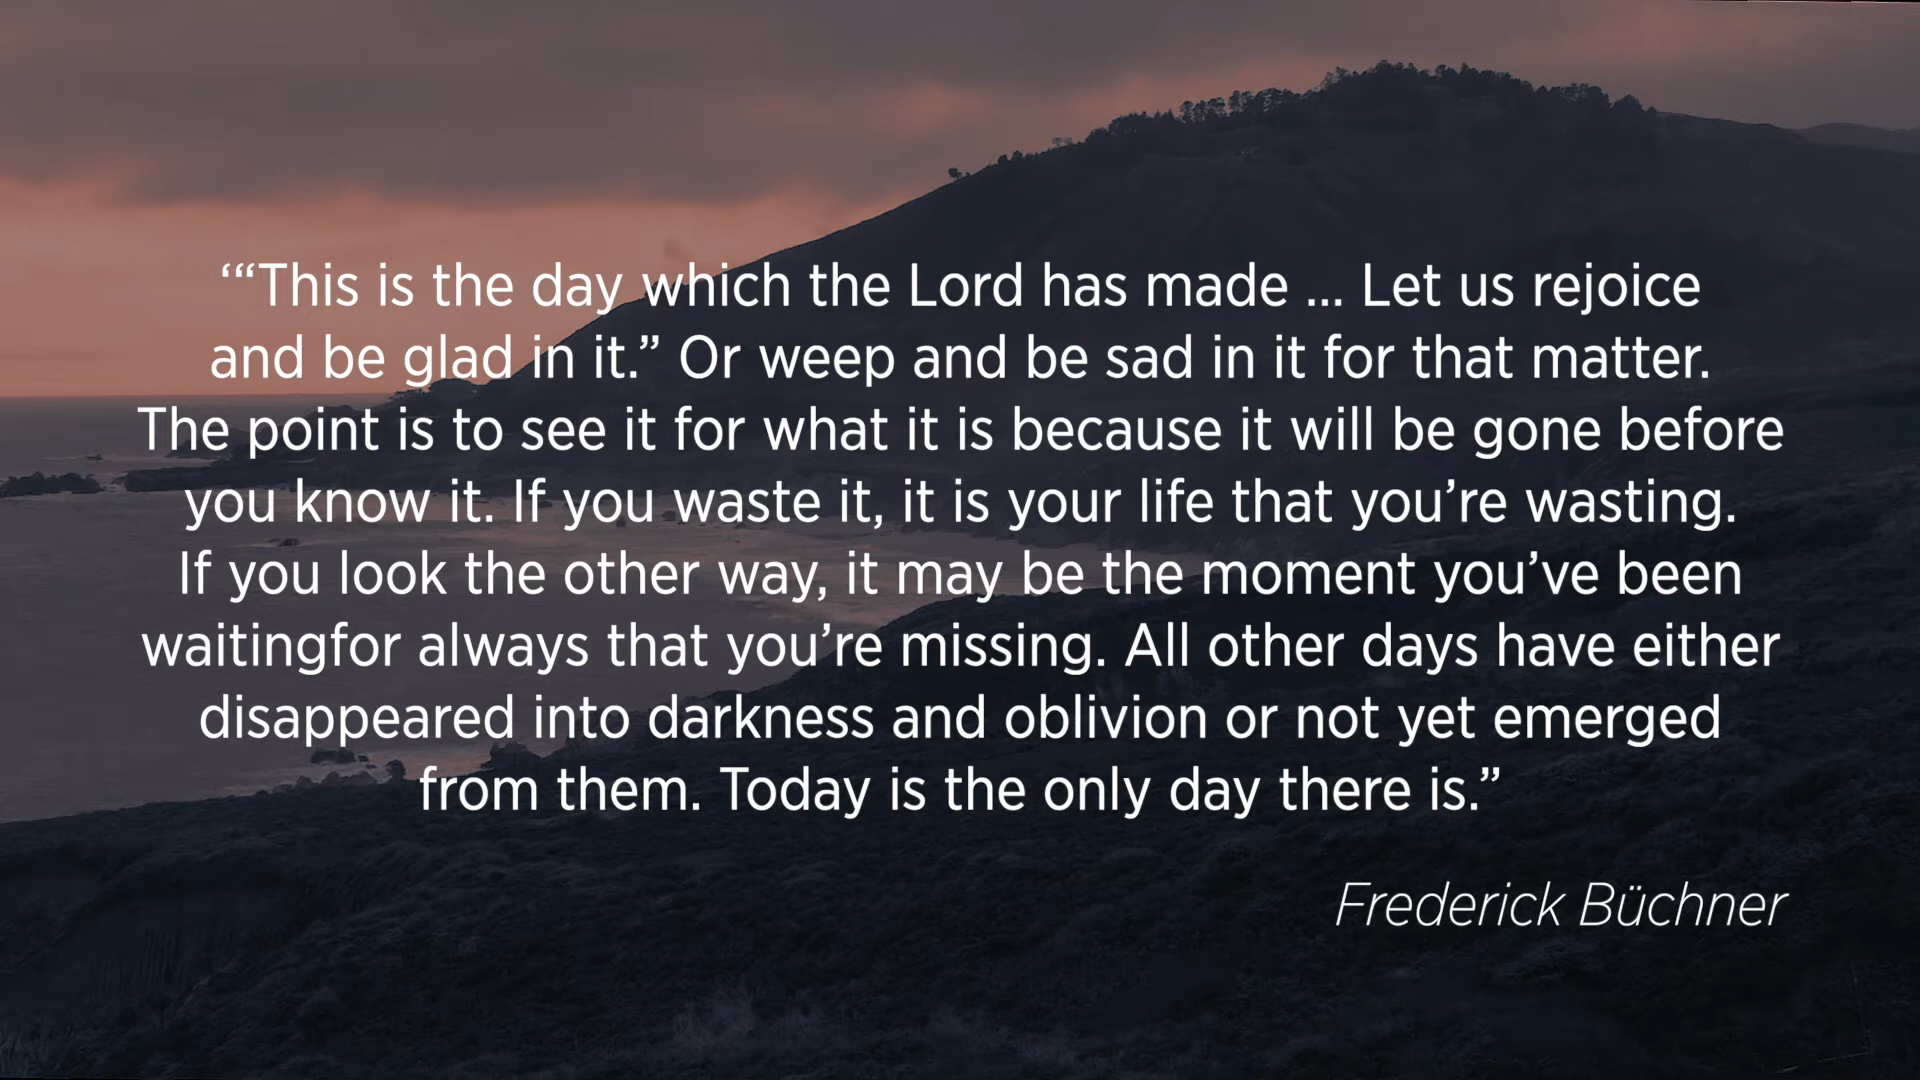 ‘“This is the day which the Lord has made ... Let us rejoice
and be glad in it.” Or weep and be sad in it for that matter.
The point is to see it for what it is because it will be gone before
you know it. If you waste it, it is your life that you’re wasting.
If you look the other way, it may be the moment you’ve been
waitingfor always that you’re missing. All other days have either
disappeared into darkness and oblivion or not yet emerged
from them. Today is the only day there is.”
Frederick Büchner